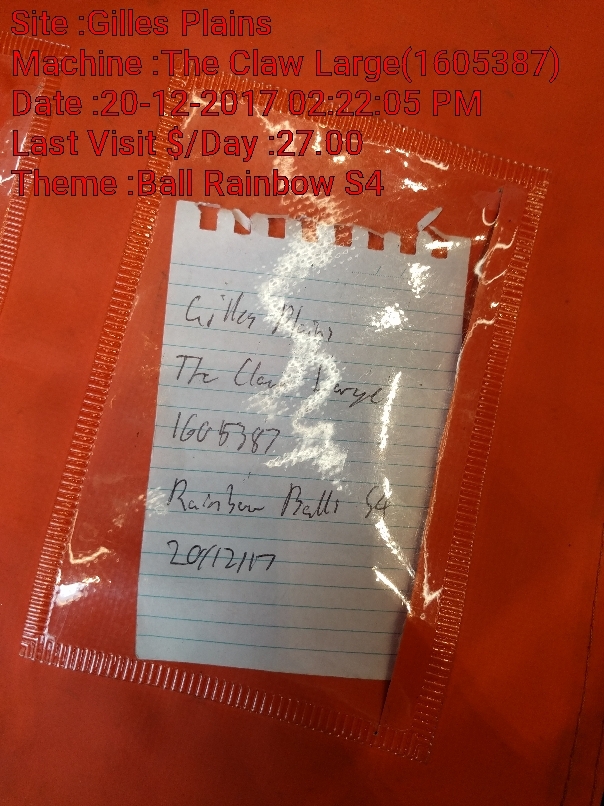 Site :Gilles Plains
Machine :The Claw Large(1605387)
Date :20-12-2017 02:22:05 PM
Last Visit $/Day :27.00
Theme :Ball Rainbow S4
Gilles Plains
The Claw Large
1605387
Rainbow Balls S4
20/12/17